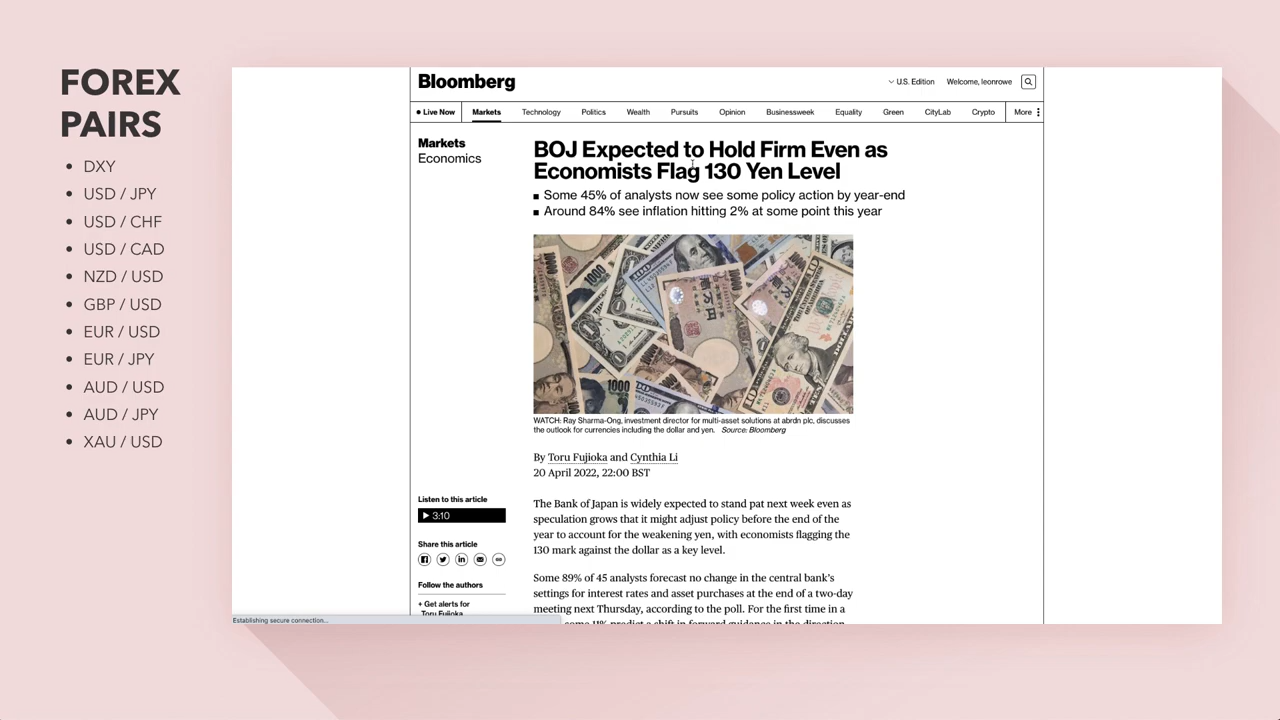 FOREX
PAIRS
• DXY
• USD / JPY
• USD / CHF
• USD / CAD
• NZD / USD
• GBP / USD
• EUR / USD
• EUR / JPY
• AUD / USD
• AUD / JPY
• XAU / USD
Bloomberg
U.S. Edition Welcome, leonrowe
Live Now Markets Technology Politics Wealth Pursuits Opinion Businessweek Equality Green CityLab Crypto More
Markets
Economics
BOJ Expected to Hold Firm Even as
Economists Flag 130 Yen Level
■ Some 45% of analysts now see some policy action by year-end
■ Around 84% see inflation hitting 2% at some point this year
WATCH: Ray Sharma-Ong, investment director for multi-asset solutions at abrdn plc, discusses
the outlook for currencies including the dollar and yen. Source: Bloomberg
By Toru Fujioka and Cynthia Li
20 April 2022, 22:00 BST
Listen to this article
3:10
Share this article
Follow the authors
+ Get alerts for
Toru Fujioka
The Bank of Japan is widely expected to stand pat next week even as
speculation grows that it might adjust policy before the end of the
year to account for the weakening yen, with economists flagging the
130 mark against the dollar as a key level.
Some 89% of 45 analysts forecast no change in the central bank's
settings for interest rates and asset purchases at the end of a two-day
meeting next Thursday, according to the poll. For the first time in a
some 11% predict a shift in forward guidance in the direction
Establishing secure connection...